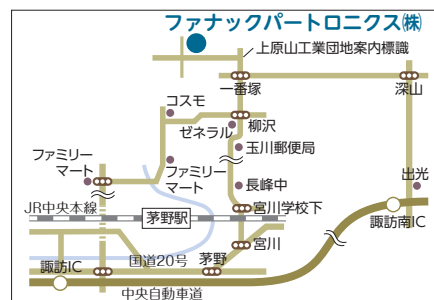 ファナックパートロニクス㈱
上原山工業団地案内標識
一番塚
深山
コスモ
ゼネラル
柳沢
玉川郵便局
ファミリー
マート
ファミリー
マート
長峰中
出光
JR中央本線
茅野駅
宮川学校下
諏訪南IC
宮川
諏訪IC
国道20号
茅野
中央自動車道